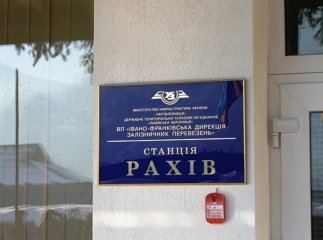 МІНІСТЕРСТВО ІНФРАСТРУКТУРИ УКРАЇНИ
"УКРЗАЛІЗНИЦЯ"
ДЕРЖАВНЕ ТЕРИТОРІАЛЬНО-ГАЛУЗЕВЕ ОБ'ЄДНАННЯ
"ЛЬВІВСЬКА ЗАЛІЗНИЦЯ"
ВП «ІВАНО-ФРАНКІВСЬКА ДИРЕКЦІЯ
ЗАЛІЗНИЧНИХ ПЕРЕВЕЗЕНЬ»
СТАНЦІЯ
РАХІВ